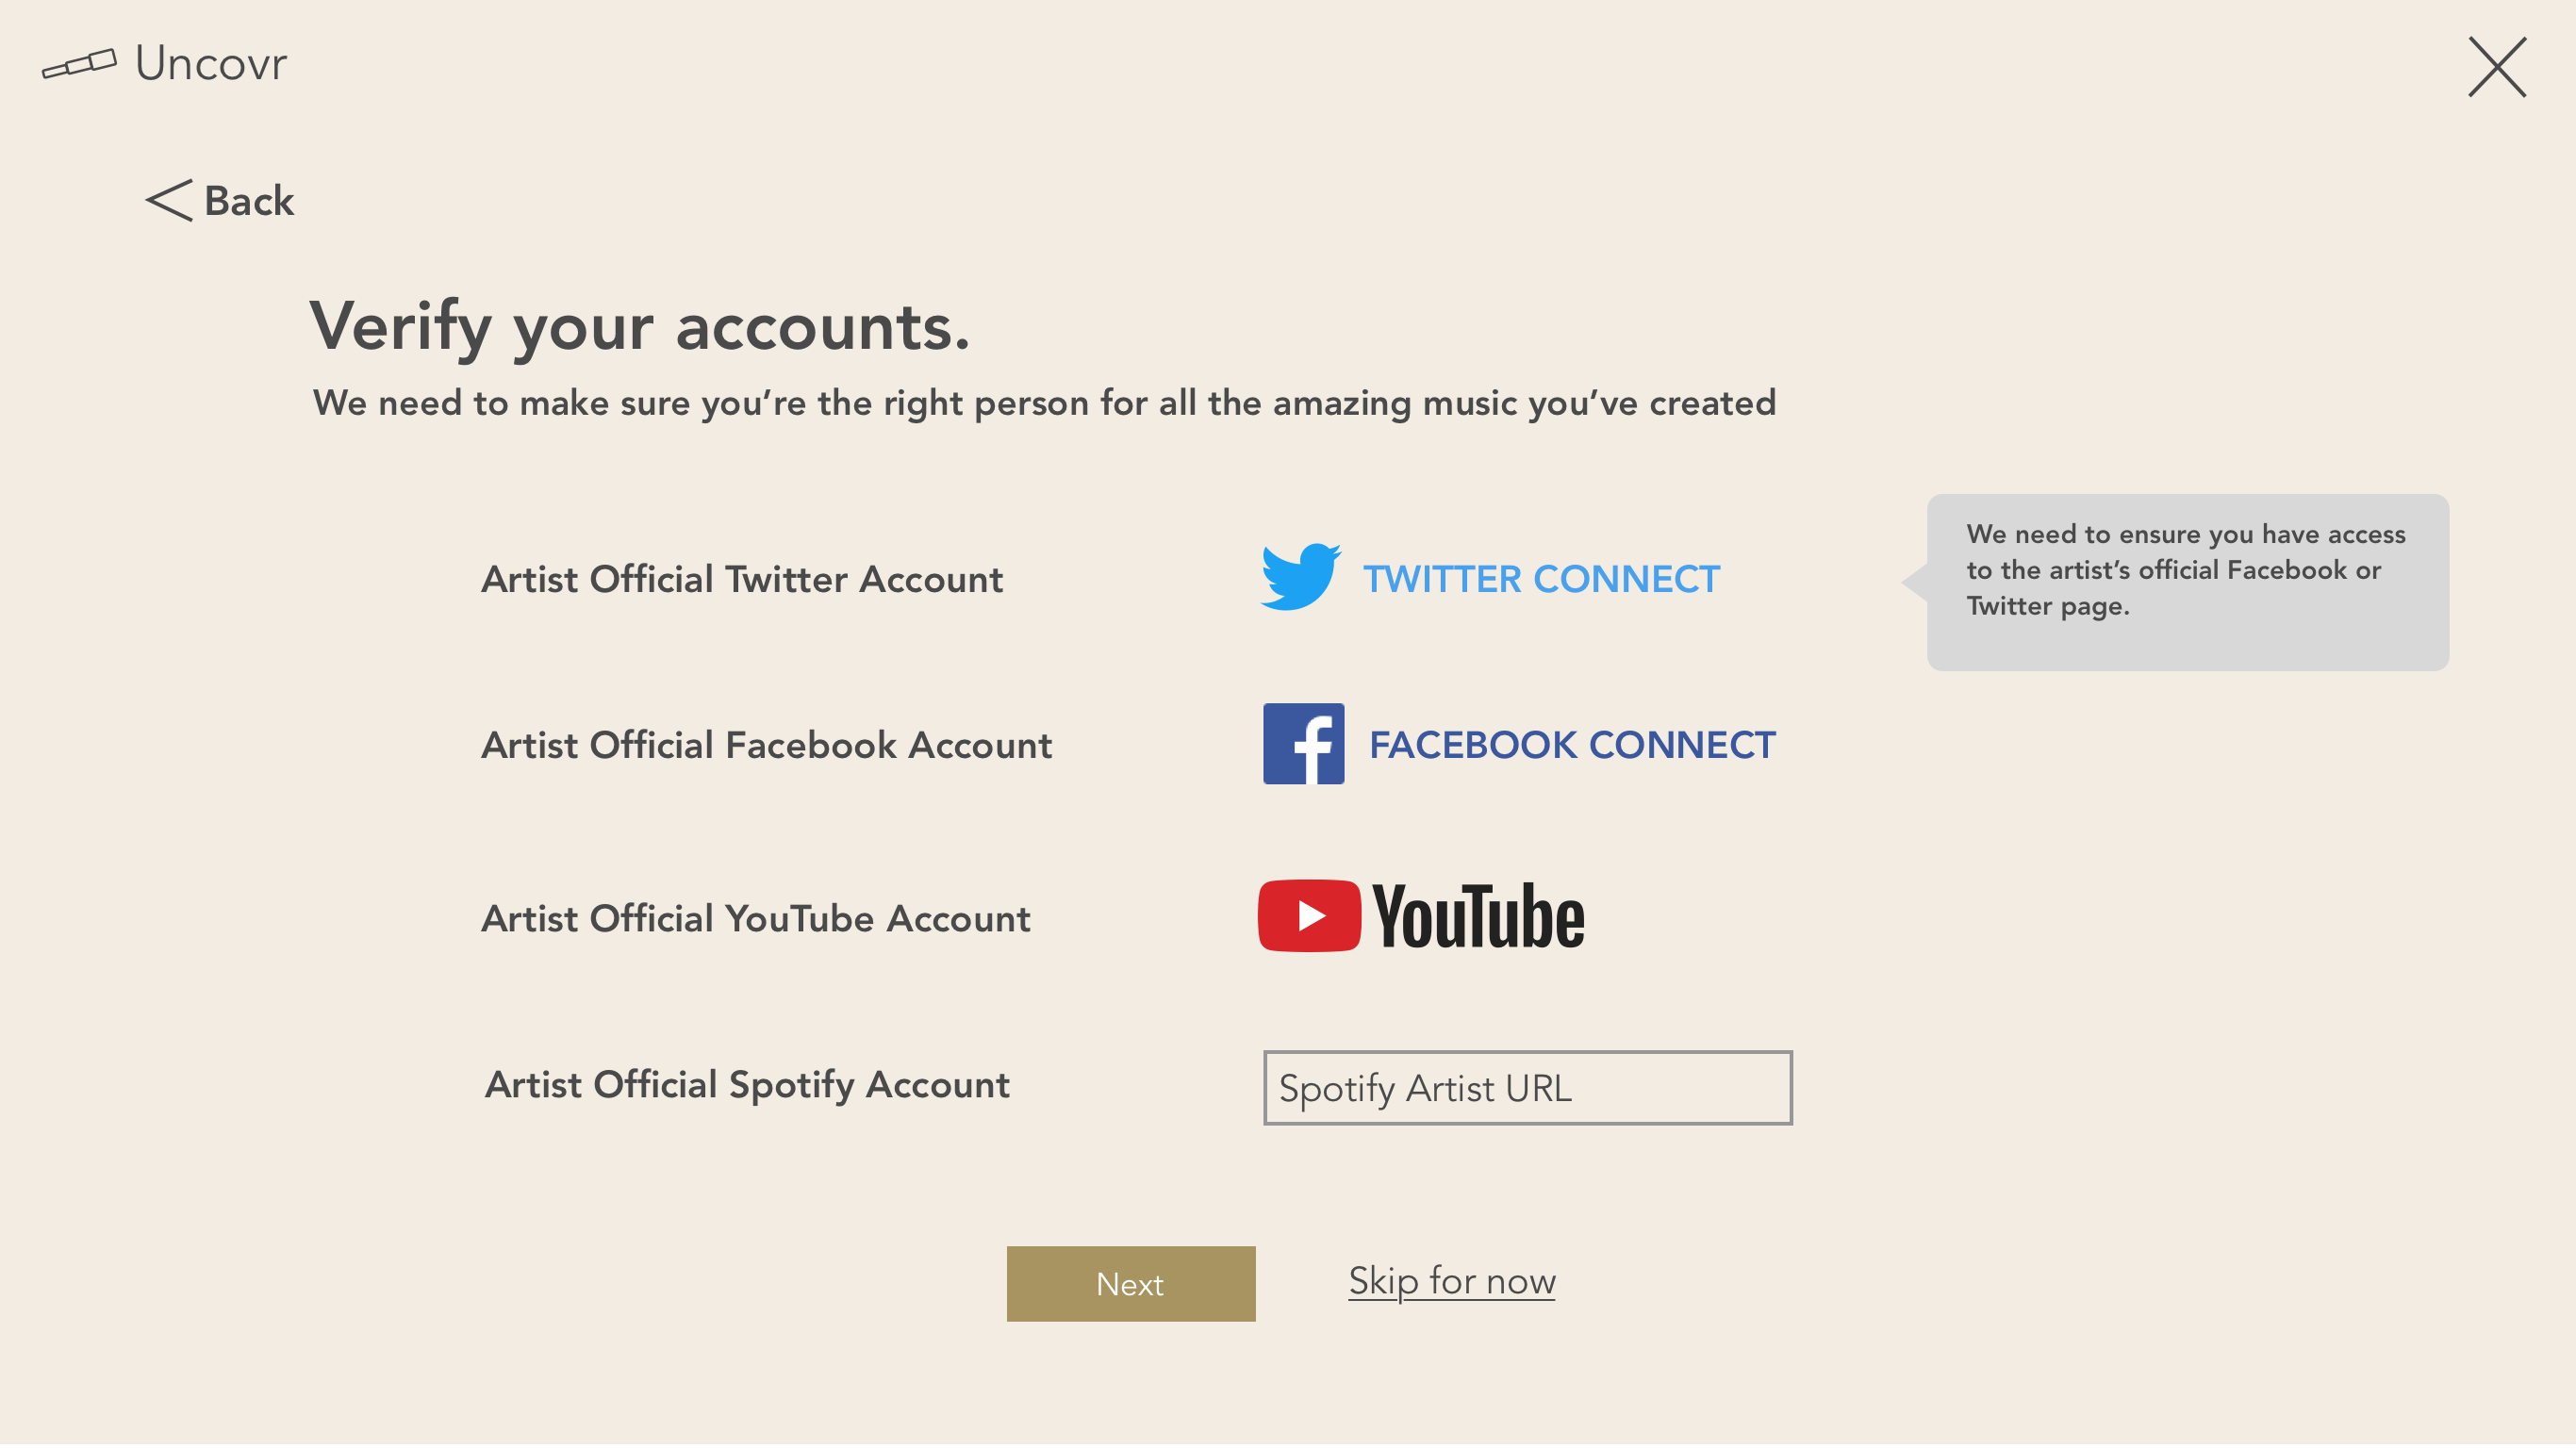 Uncovr
Back
Verify your accounts.
We need to make sure you’re the right person for all the amazing music you’ve created
Artist Official Twitter Account
TWITTER CONNECT
We need to ensure you have access
to the artist’s official Facebook or
Twitter page.
Artist Official Facebook Account
FACEBOOK CONNECT
Artist Official YouTube Account
YouTube
Artist Official Spotify Account
Spotify Artist URL
Next
Skip for now